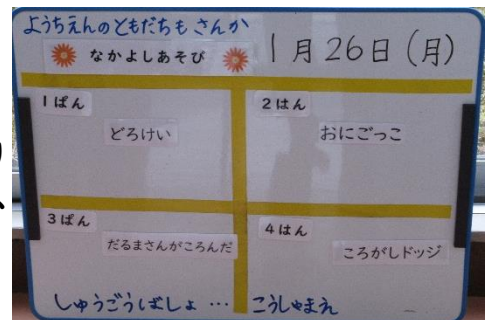 ようちえんのともだちもさんか
なかよしあそび
1月26日(月)
1ぱん
どろけい
2はん
おにごっこ
3ぱん
だるまさんがころんだ
4はん
ころがしドッジ
しゅうごうばしょ…こうしゃまえ